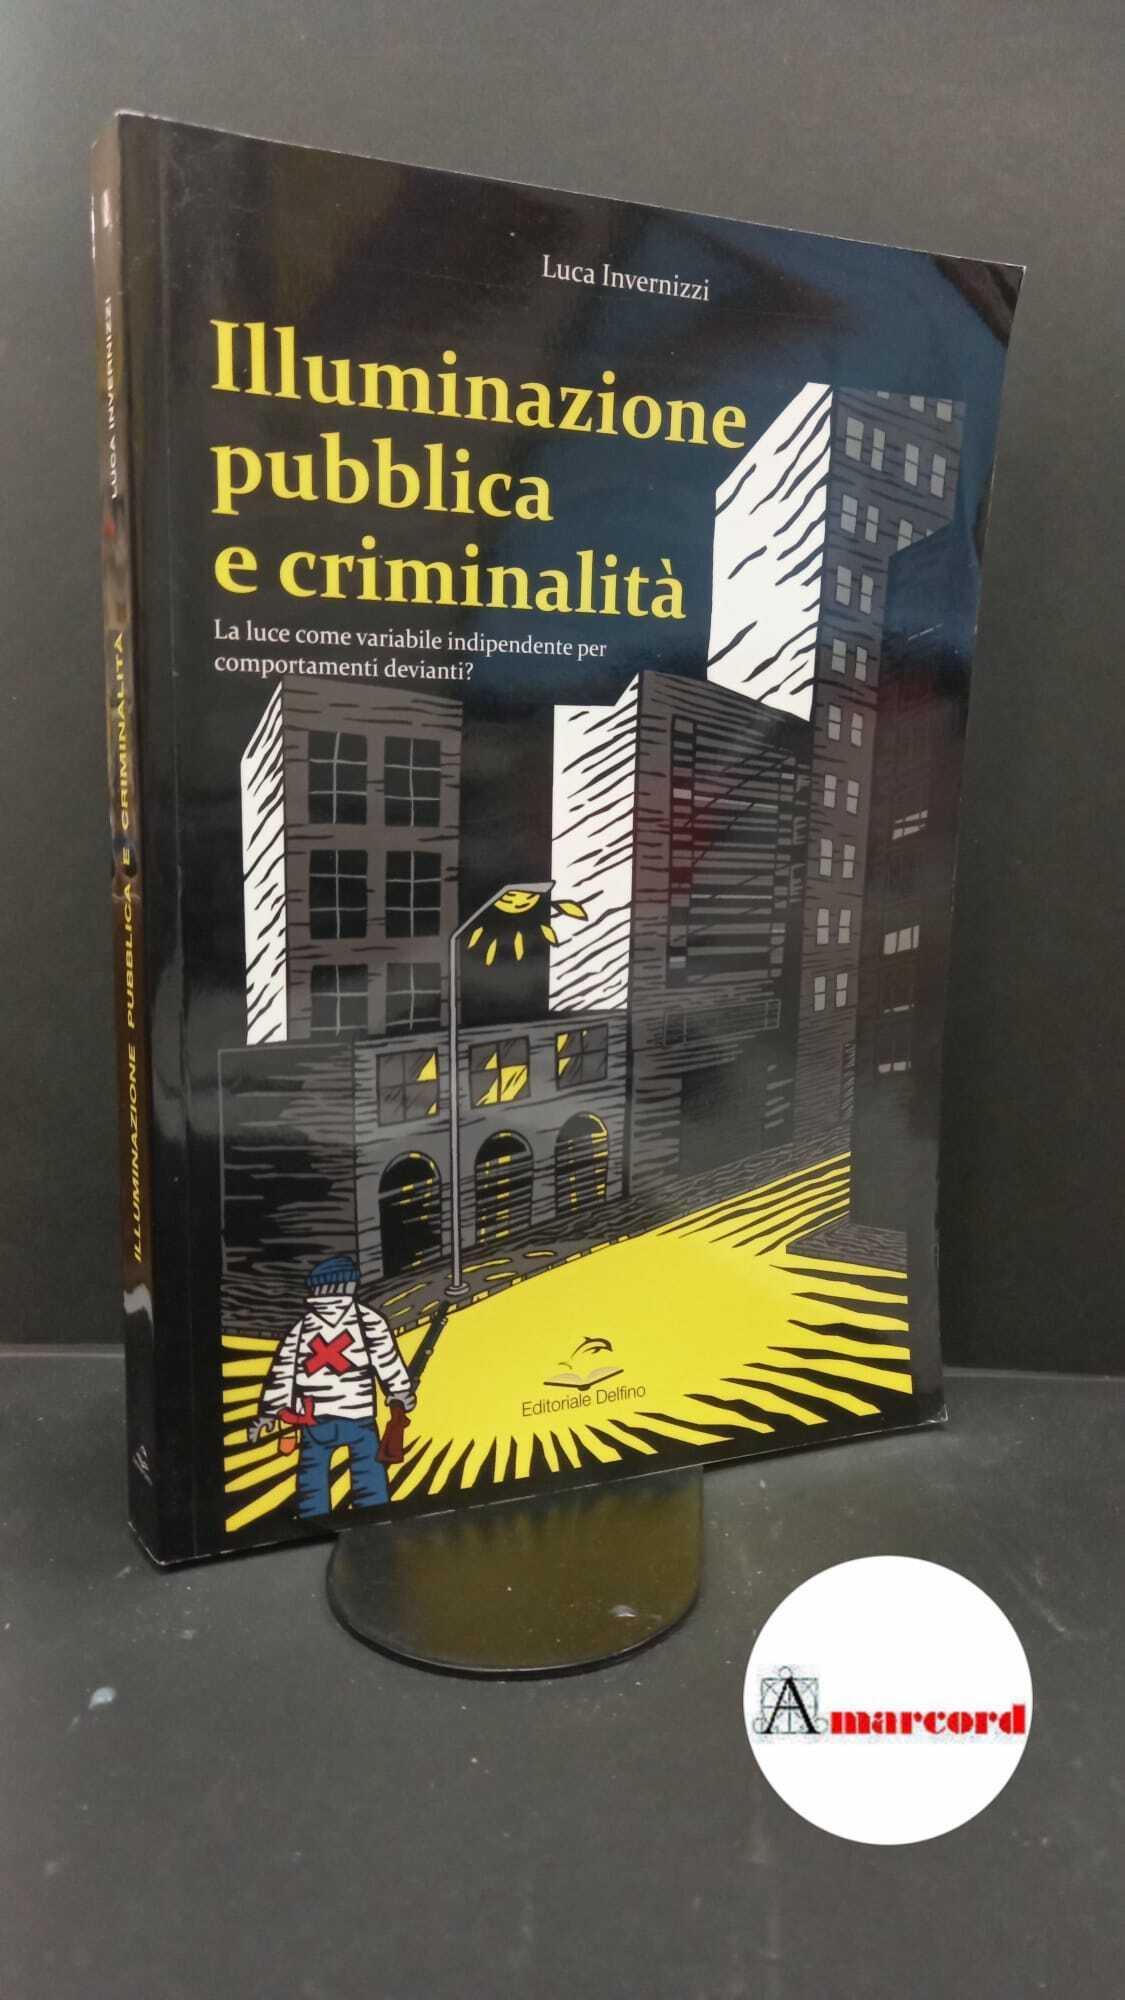 Luca Invernizzi
Illuminazione
pubblica
e criminalità
La luce come variabile indipendente per
comportamenti devianti?
Editoriale Delfino
ILLUMINAZIONE PUBBLICA E CRIMINALITÀ LUCA INVERNIZZI
Amarcord